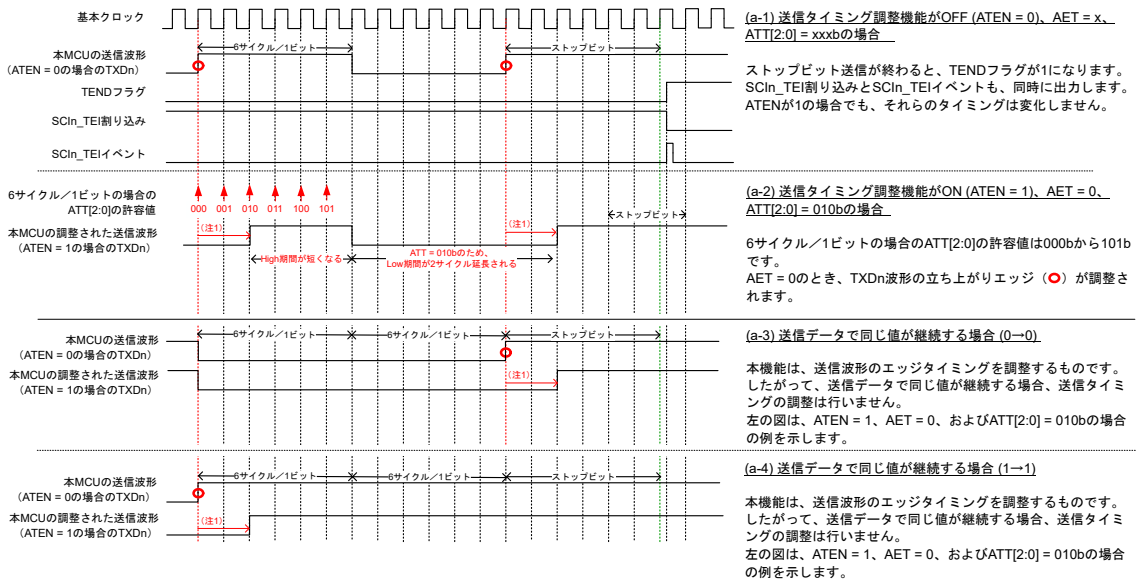 基本クロック
6サイクル／1ビット
ストップビット
本MCUの送信波形
（ATEN = 0の場合のTXDn）
TENDフラグ
SCIn_TEI割り込み
SCIn_TEIイベント
(a-1) 送信タイミング調整機能がOFF (ATEN = 0)、AET = x、
ATT[2:0] = xxxbの場合
ストップビット送信が終わると、TENDフラグが1になります。
SCIn_TEI割り込みとSCIn_TEIイベントも、同時に出力します。
ATENが1の場合でも、それらのタイミングは変化しません。
6サイクル／1ビットの場合の
ATT[2:0]の許容値
000 001 010 011 100 101
ストップビット
本MCUの調整された送信波形
（ATEN = 1の場合のTXDn）
（注1）
（注1）
High期間が短くなる
ATT = 010bのため、
Low期間が2サイクル延長される
(a-2) 送信タイミング調整機能がON (ATEN = 1)、AET = 0、
ATT[2:0] = 010bの場合
6サイクル／1ビットの場合のATT[2:0]の許容値は000bから101b
です。
AET = 0のとき、TXDn波形の立ち上がりエッジ（O）が調整さ
れます。
6サイクル／1ビット
6サイクル／1ビット
ストップビット
本MCUの送信波形
（ATEN = 0の場合のTXDn）
本MCUの調整された送信波形
（ATEN = 1の場合のTXDn）
（注1）
(a-3) 送信データで同じ値が継続する場合 (0→0)
本機能は、送信波形のエッジタイミングを調整するものです。
したがって、送信データで同じ値が継続する場合、送信タイミ
ングの調整は行いません。
左の図は、ATEN = 1、AET = 0、およびATT[2:0] = 010bの場合
の例を示します。
6サイクル／1ビット
6サイクル／1ビット
ストップビット
本MCUの送信波形
（ATEN = 0の場合のTXDn）
本MCUの調整された送信波形
（ATEN = 1の場合のTXDn）
（注1）
(a-4) 送信データで同じ値が継続する場合 (1→1)
本機能は、送信波形のエッジタイミングを調整するものです。
したがって、送信データで同じ値が継続する場合、送信タイミ
ングの調整は行いません。
左の図は、ATEN = 1、AET = 0、およびATT[2:0] = 010bの場合
の例を示します。